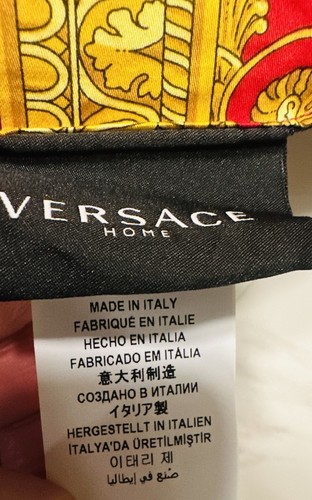 VERSACE
HOME
MADE IN ITALY
FABRIQUÉ EN ITALIE
HECHO EN ITALIA
FABRICADO EM ITÀLIA
意大利制造
СОЗДАНО В ИТАЛИИ
イタリア製
HERGESTELLT IN ITALIEN
İTALYA'DA ÜRETİLMİŞTİR
이태리 제
صُنع في إيطاليا